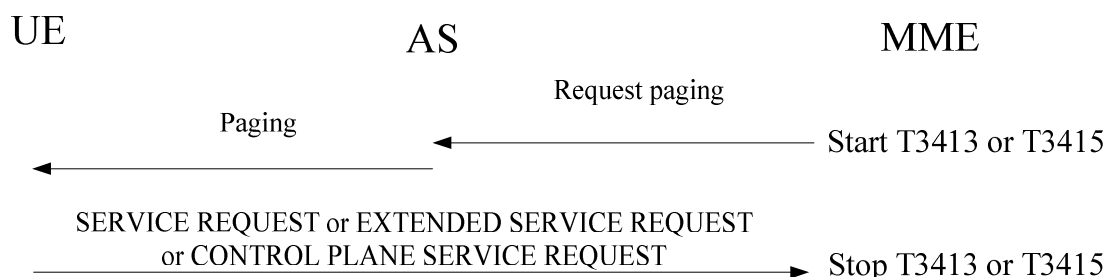 UE
AS
MME
Request paging
Paging
Start T3413 or T3415
SERVICE REQUEST or EXTENDED SERVICE REQUEST
or CONTROL PLANE SERVICE REQUEST
Stop T3413 or T3415